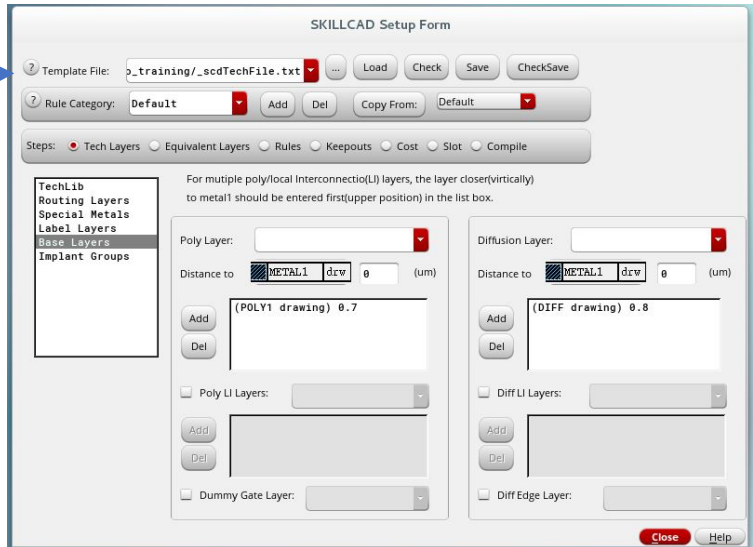 SKILLCAD Setup Form
? Template File: o_training/_scdTechFile.txt ... Load Check Save CheckSave
? Rule Category: Default Add Del Copy From: Default
Steps: Tech Layers Equivalent Layers Rules Keepouts Cost Slot Compile
TechLib
Routing Layers
Special Metals
Label Layers
Base Layers
Implant Groups
For mutiple poly/local Interconnectio(LI) layers, the layer closer(virtically)
to metal1 should be entered first(upper position) in the list box.
Poly Layer:
Distance to METAL1 drw 0 (um)
Add
Del
(POLY1 drawing) 0.7
Poly LI Layers:
Add
Del
Dummy Gate Layer:
Diffusion Layer:
Distance to METAL1 drw 0 (um)
Add
Del
(DIFF drawing) 0.8
Diff LI Layers:
Add
Del
Diff Edge Layer:
Close Help